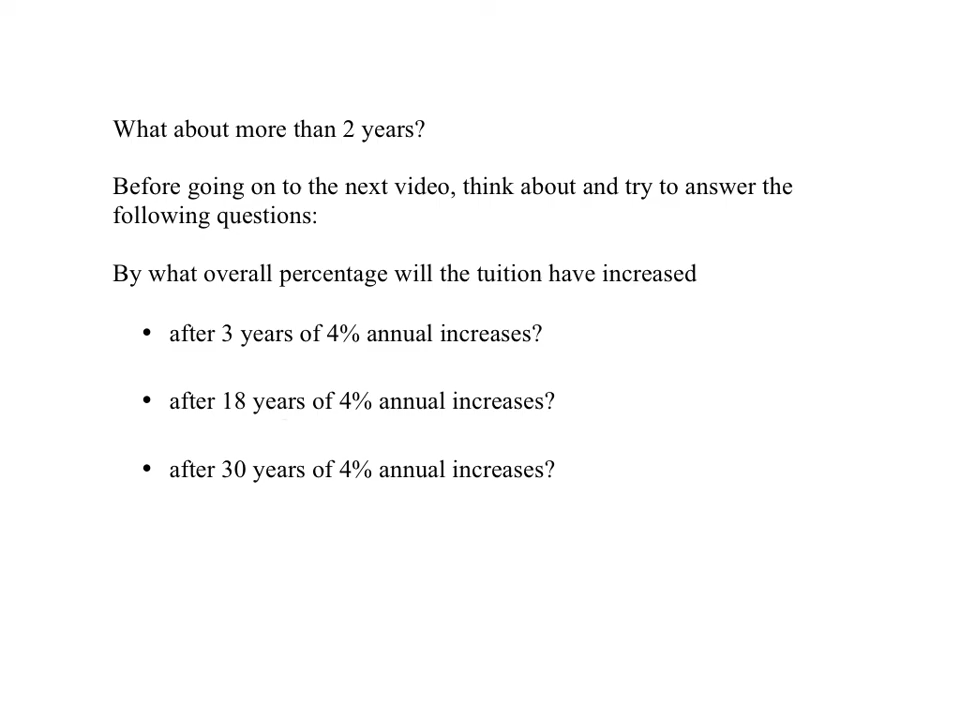 What about more than 2 years?
Before going on to the next video, think about and try to answer the
following questions:
By what overall percentage will the tuition have increased
• after 3 years of 4% annual increases?
• after 18 years of 4% annual increases?
• after 30 years of 4% annual increases?